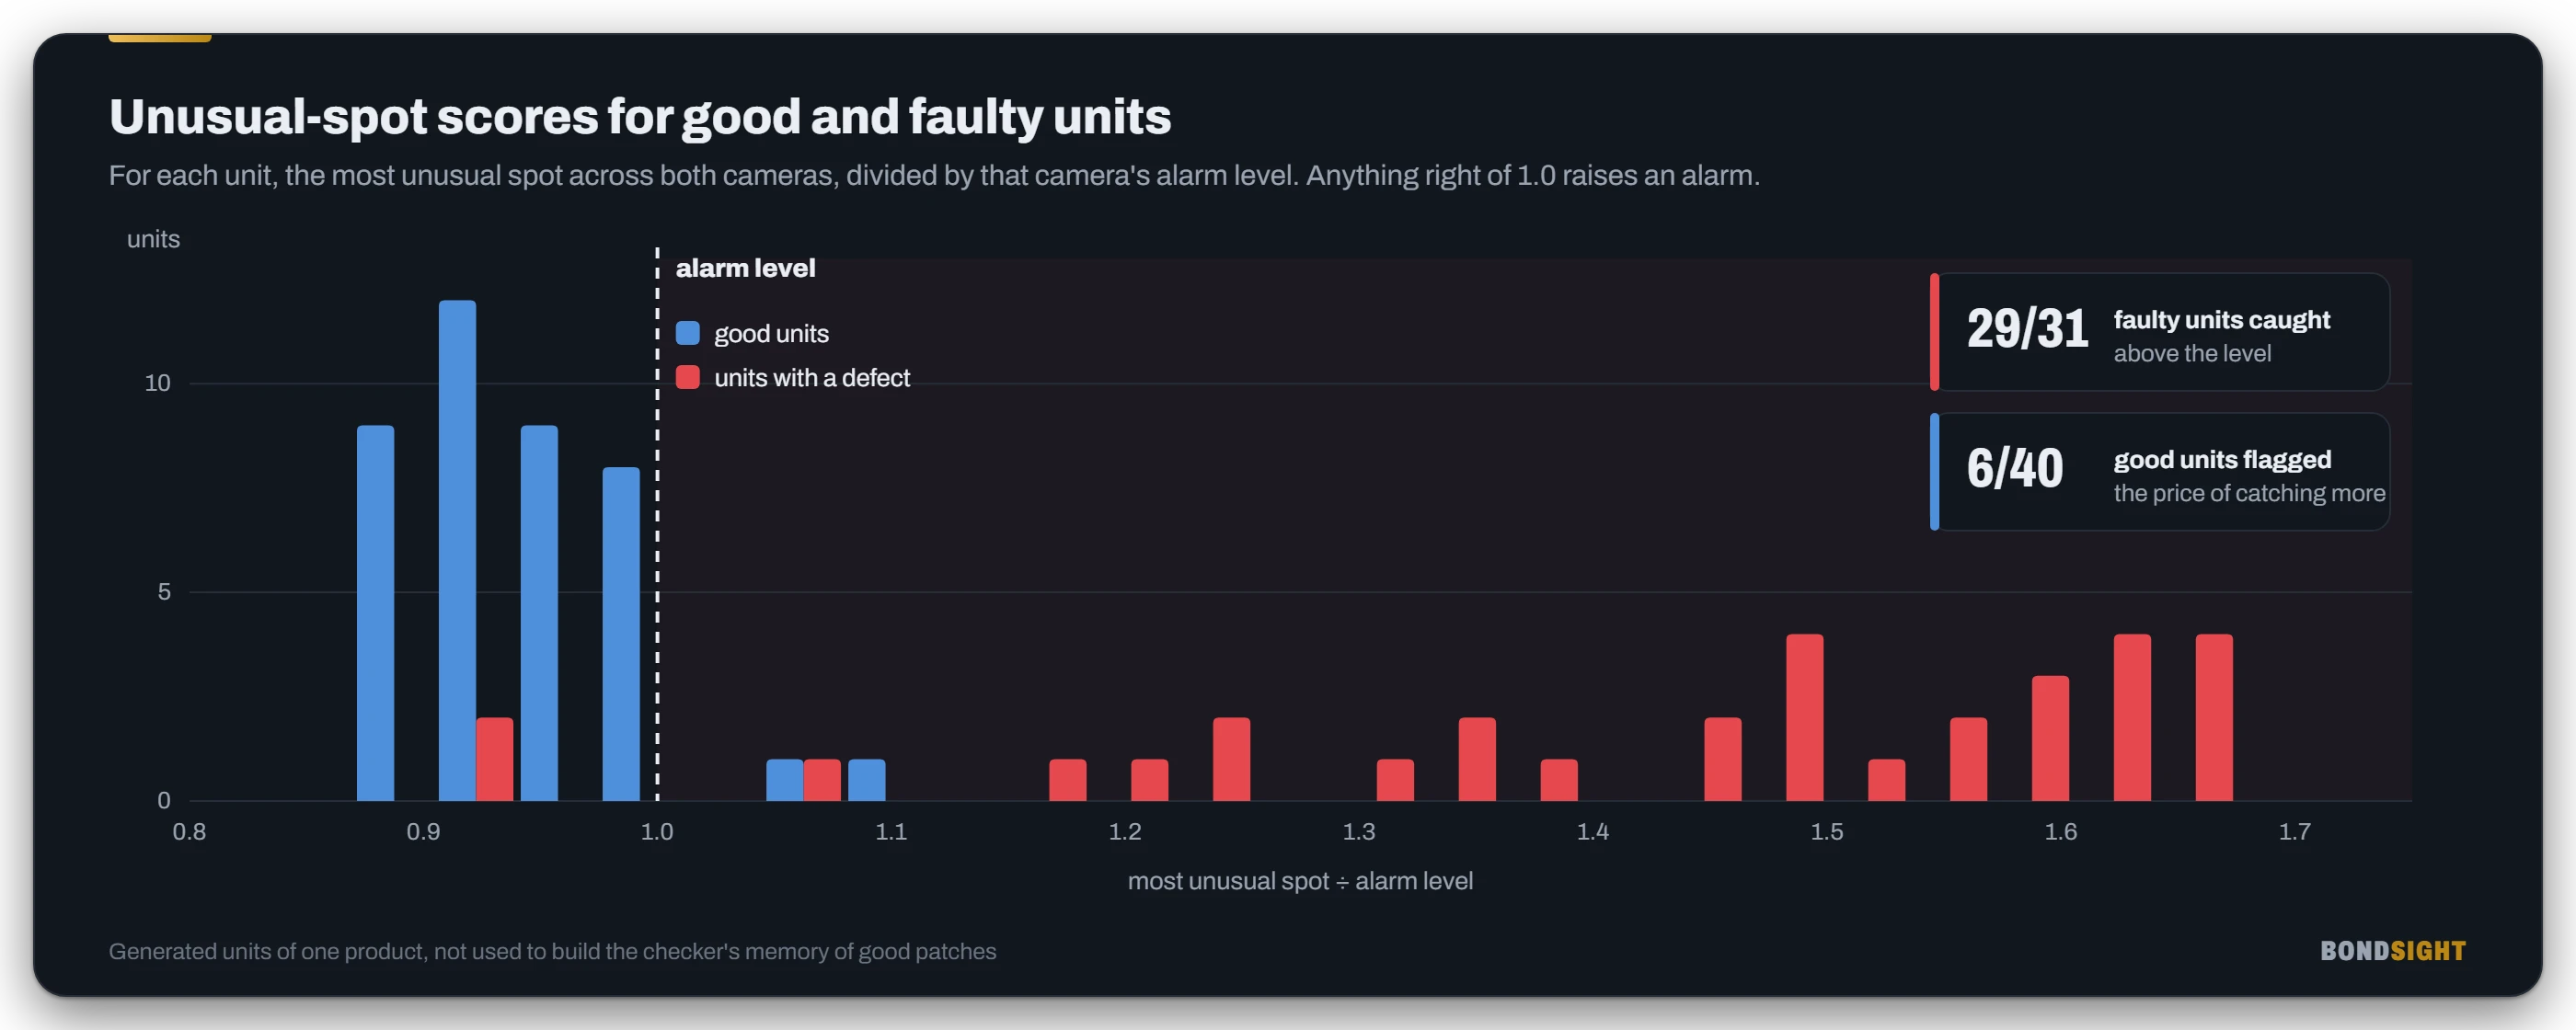 Unusual-spot scores for good and faulty units
For each unit, the most unusual spot across both cameras, divided by that camera's alarm level. Anything right of 1.0 raises an alarm.
units
alarm level
good units
units with a defect
29/31
faulty units caught
above the level
6/40
good units flagged
the price of catching more
10
5
0
0.8 0.9 1.0 1.1 1.2 1.3 1.4 1.5 1.6 1.7
most unusual spot ÷ alarm level
Generated units of one product, not used to build the checker's memory of good patches
BONDSIGHT